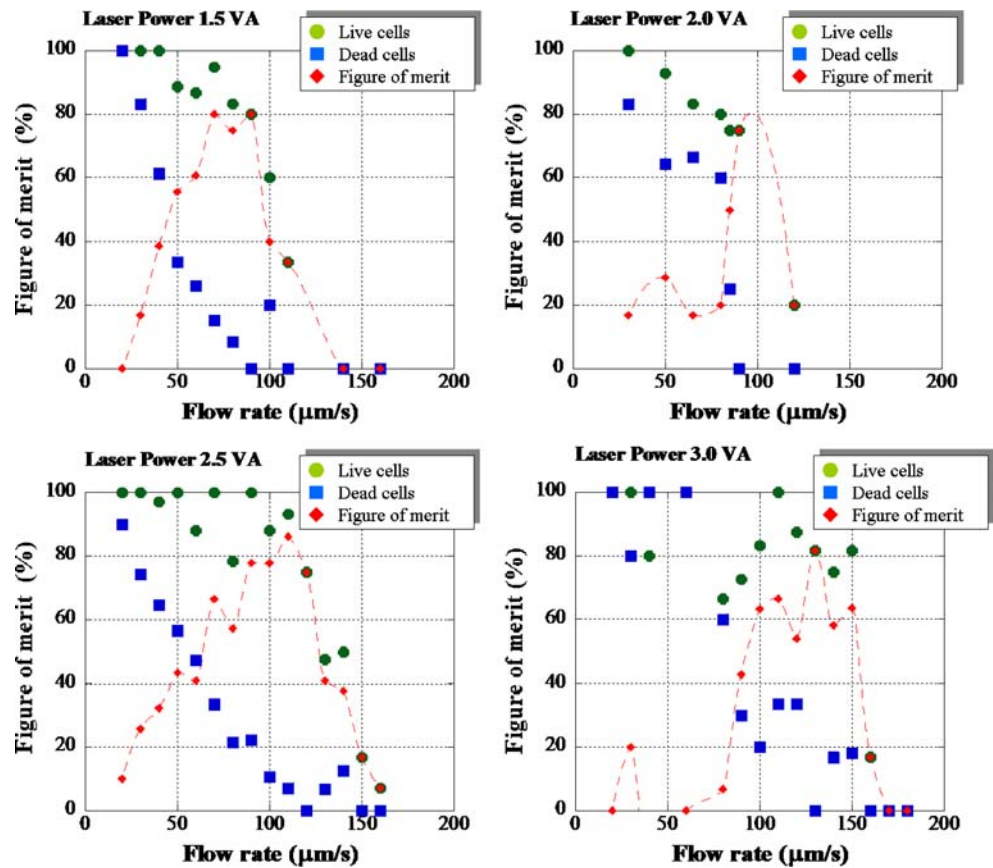 Laser Power 1.5 VA
Live cells
Dead cells
Figure of merit
100
80
60
40
20
0
Figure of merit (%)
0 50 100 150 200
Flow rate (μm/s)
Laser Power 2.0 VA
Live cells
Dead cells
Figure of merit
100
80
60
40
20
0
Figure of merit (%)
0 50 100 150 200
Flow rate (μm/s)
Laser Power 2.5 VA
Live cells
Dead cells
Figure of merit
100
80
60
40
20
0
Figure of merit (%)
0 50 100 150 200
Flow rate (μm/s)
Laser Power 3.0 VA
Live cells
Dead cells
Figure of merit
100
80
60
40
20
0
Figure of merit (%)
0 50 100 150 200
Flow rate (μm/s)